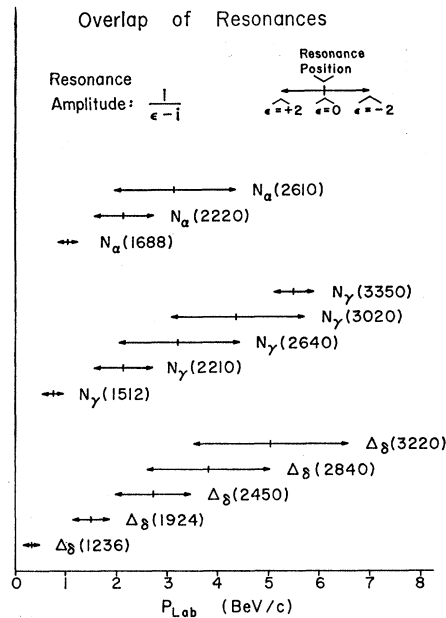 Overlap of Resonances
Resonance Amplitude: 1/(ϵ-i)
Resonance Position
ϵ=+2 ϵ=0 ϵ=-2
Nα(2610)
Nα(2220)
Nα(1688)
Nγ(3350)
Nγ(3020)
Nγ(2640)
Nγ(2210)
Nγ(1512)
Δδ(3220)
Δδ(2840)
Δδ(2450)
Δδ(1924)
Δδ(1236)
0 1 2 3 4 5 6 7 8
PLab (BeV/c)